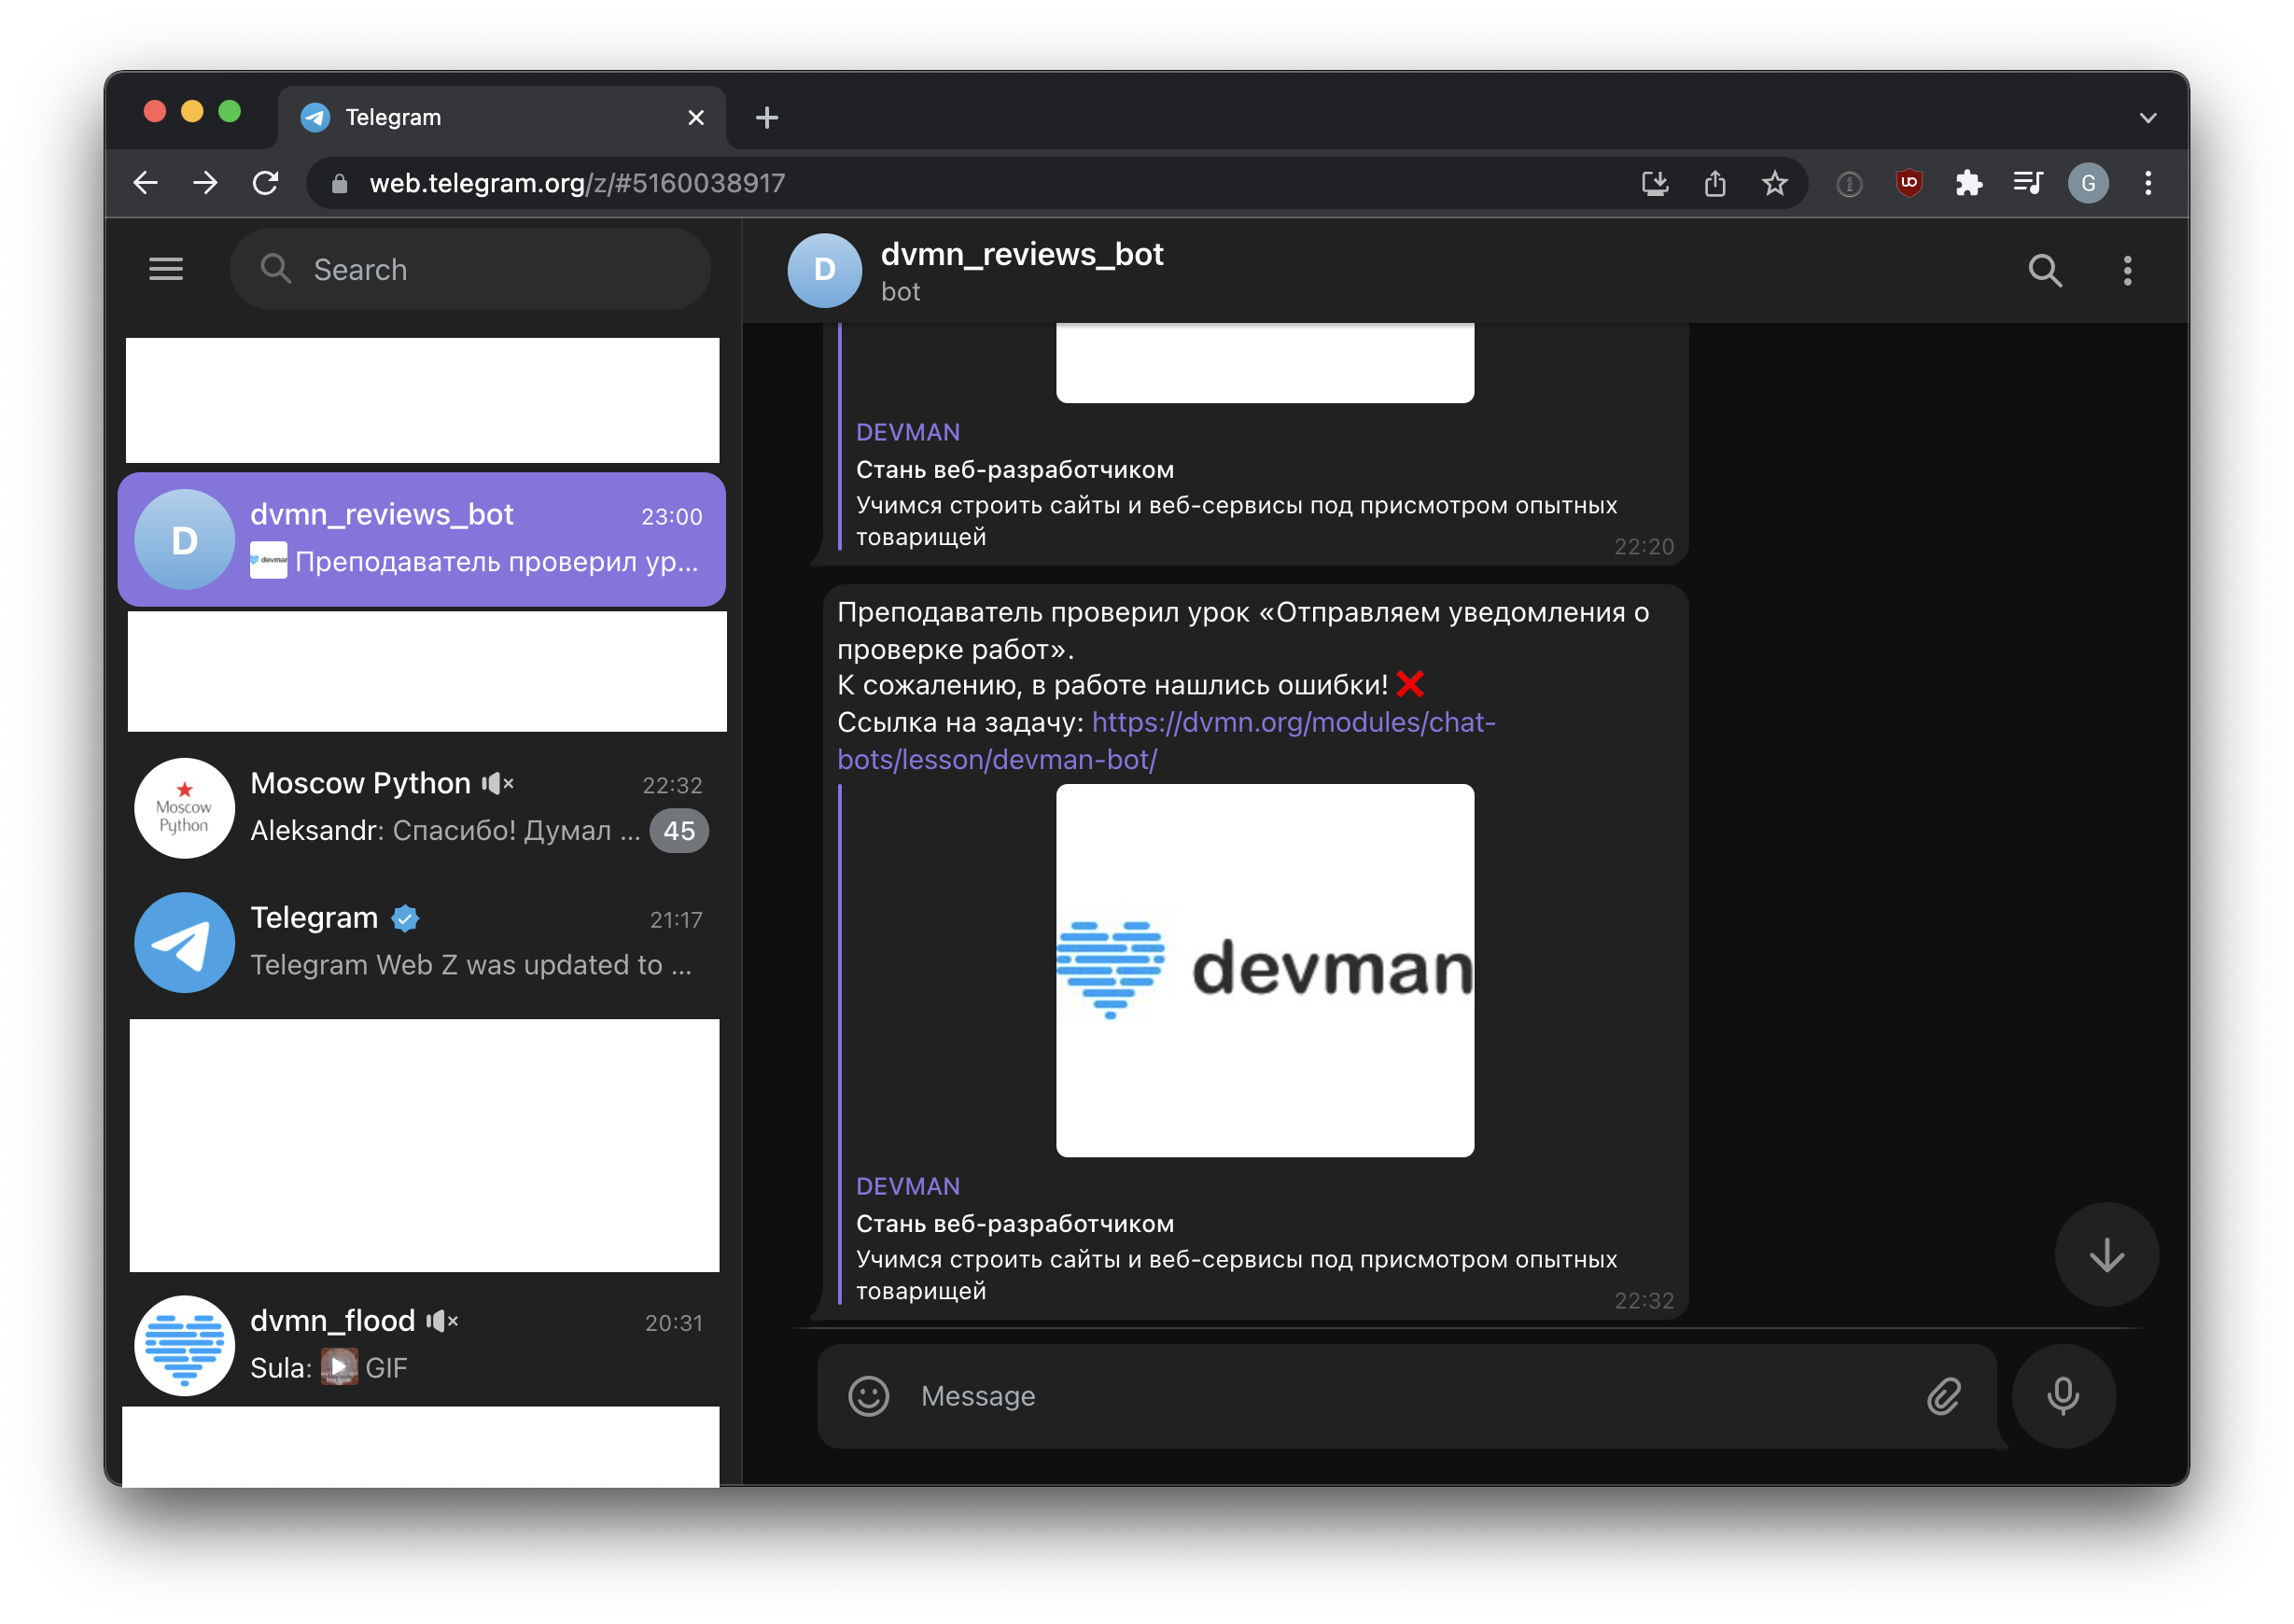 Telegram
web.telegram.org/z/#5160038917
G
Search
D
dvmn_reviews_bot
23:00
devman
Преподаватель проверил ур...
Moscow
Python
Moscow Python
22:32
Aleksandr: Спасибо! Думал ...
45
Telegram
21:17
Telegram Web Z was updated to ...
dvmn_flood
20:31
Sula: GIF
D
dvmn_reviews_bot
bot
DEVMAN
Стань веб-разработчиком
Учимся строить сайты и веб-сервисы под присмотром опытных
товарищей
22:20
Преподаватель проверил урок «Отправляем уведомления о
проверке работ».
К сожалению, в работе нашлись ошибки!❌
Ссылка на задачу: https://dvmn.org/modules/chat-
bots/lesson/devman-bot/
devman
DEVMAN
Стань веб-разработчиком
Учимся строить сайты и веб-сервисы под присмотром опытных
товарищей
22:32
Message